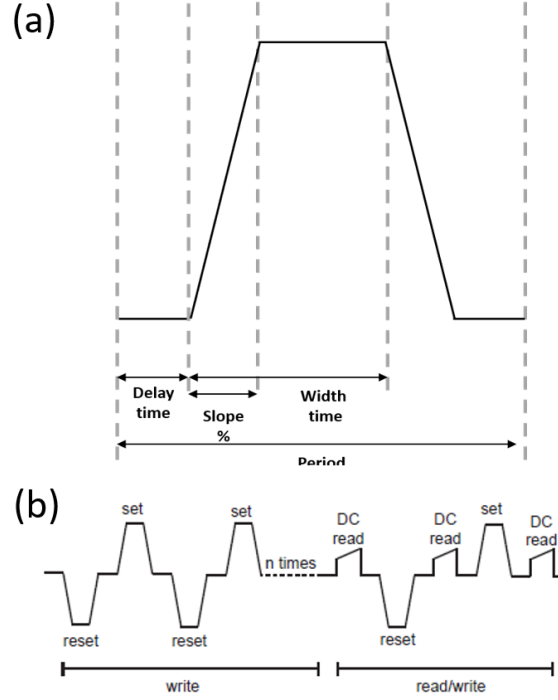 (a)
Delay
time
Slope
%
Width
time
Period
(b)
set
set
DC
read
DC
read
set
DC
read
n times
reset
reset
reset
write
read/write